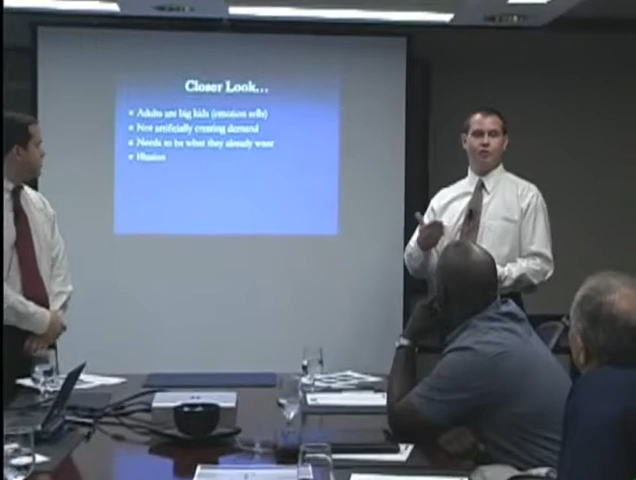 Closer Look...
Adults are big kids (emotion sells)
Not artificially creating demand
Needs to be what they already want
Illusion